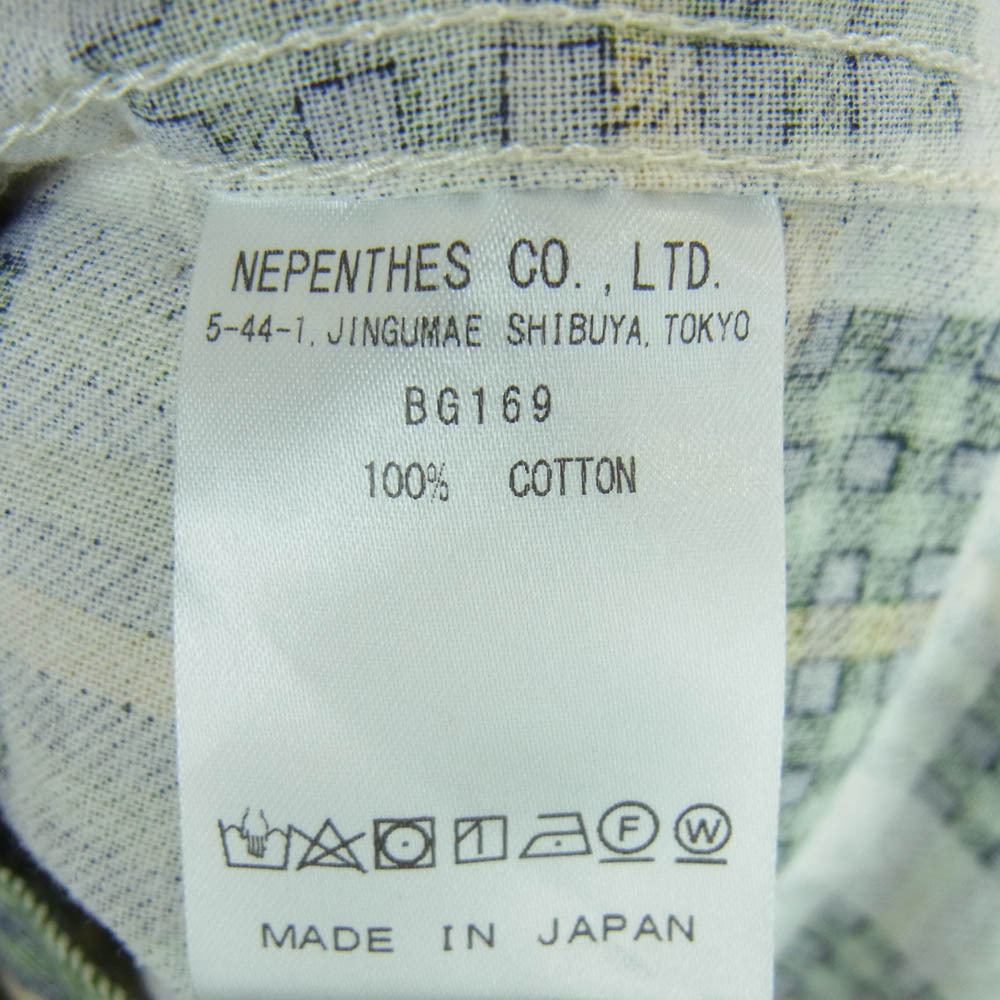 NEPENTHES CO., LTD.
5-44-1, JINGUMAE SHIBUYA, TOKYO
BG169
100% COTTON
F W
MADE IN JAPAN